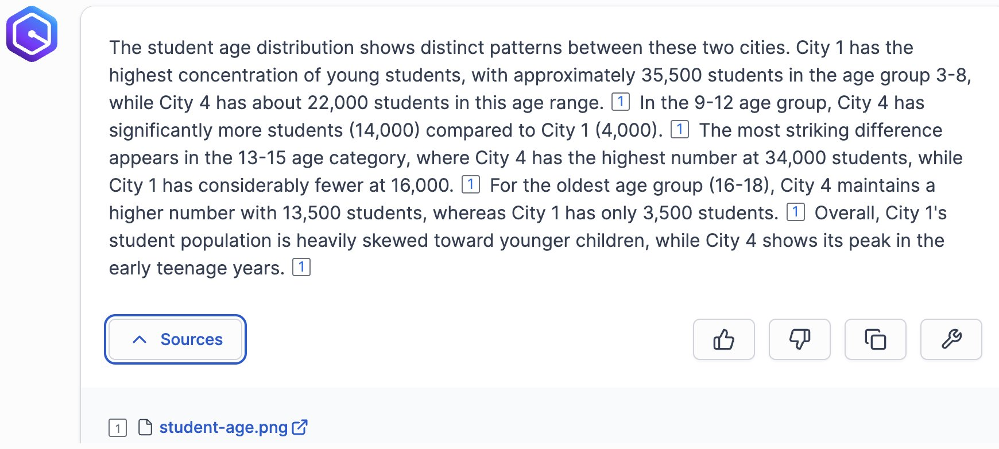 The student age distribution shows distinct patterns between these two cities. City 1 has the
highest concentration of young students, with approximately 35,500 students in the age group 3-8,
while City 4 has about 22,000 students in this age range. 1 In the 9-12 age group, City 4 has
significantly more students (14,000) compared to City 1 (4,000). 1 The most striking difference
appears in the 13-15 age category, where City 4 has the highest number at 34,000 students, while
City 1 has considerably fewer at 16,000. 1 For the oldest age group (16-18), City 4 maintains a
higher number with 13,500 students, whereas City 1 has only 3,500 students. 1 Overall, City 1's
student population is heavily skewed toward younger children, while City 4 shows its peak in the
early teenage years. 1
Sources
1 student-age.png